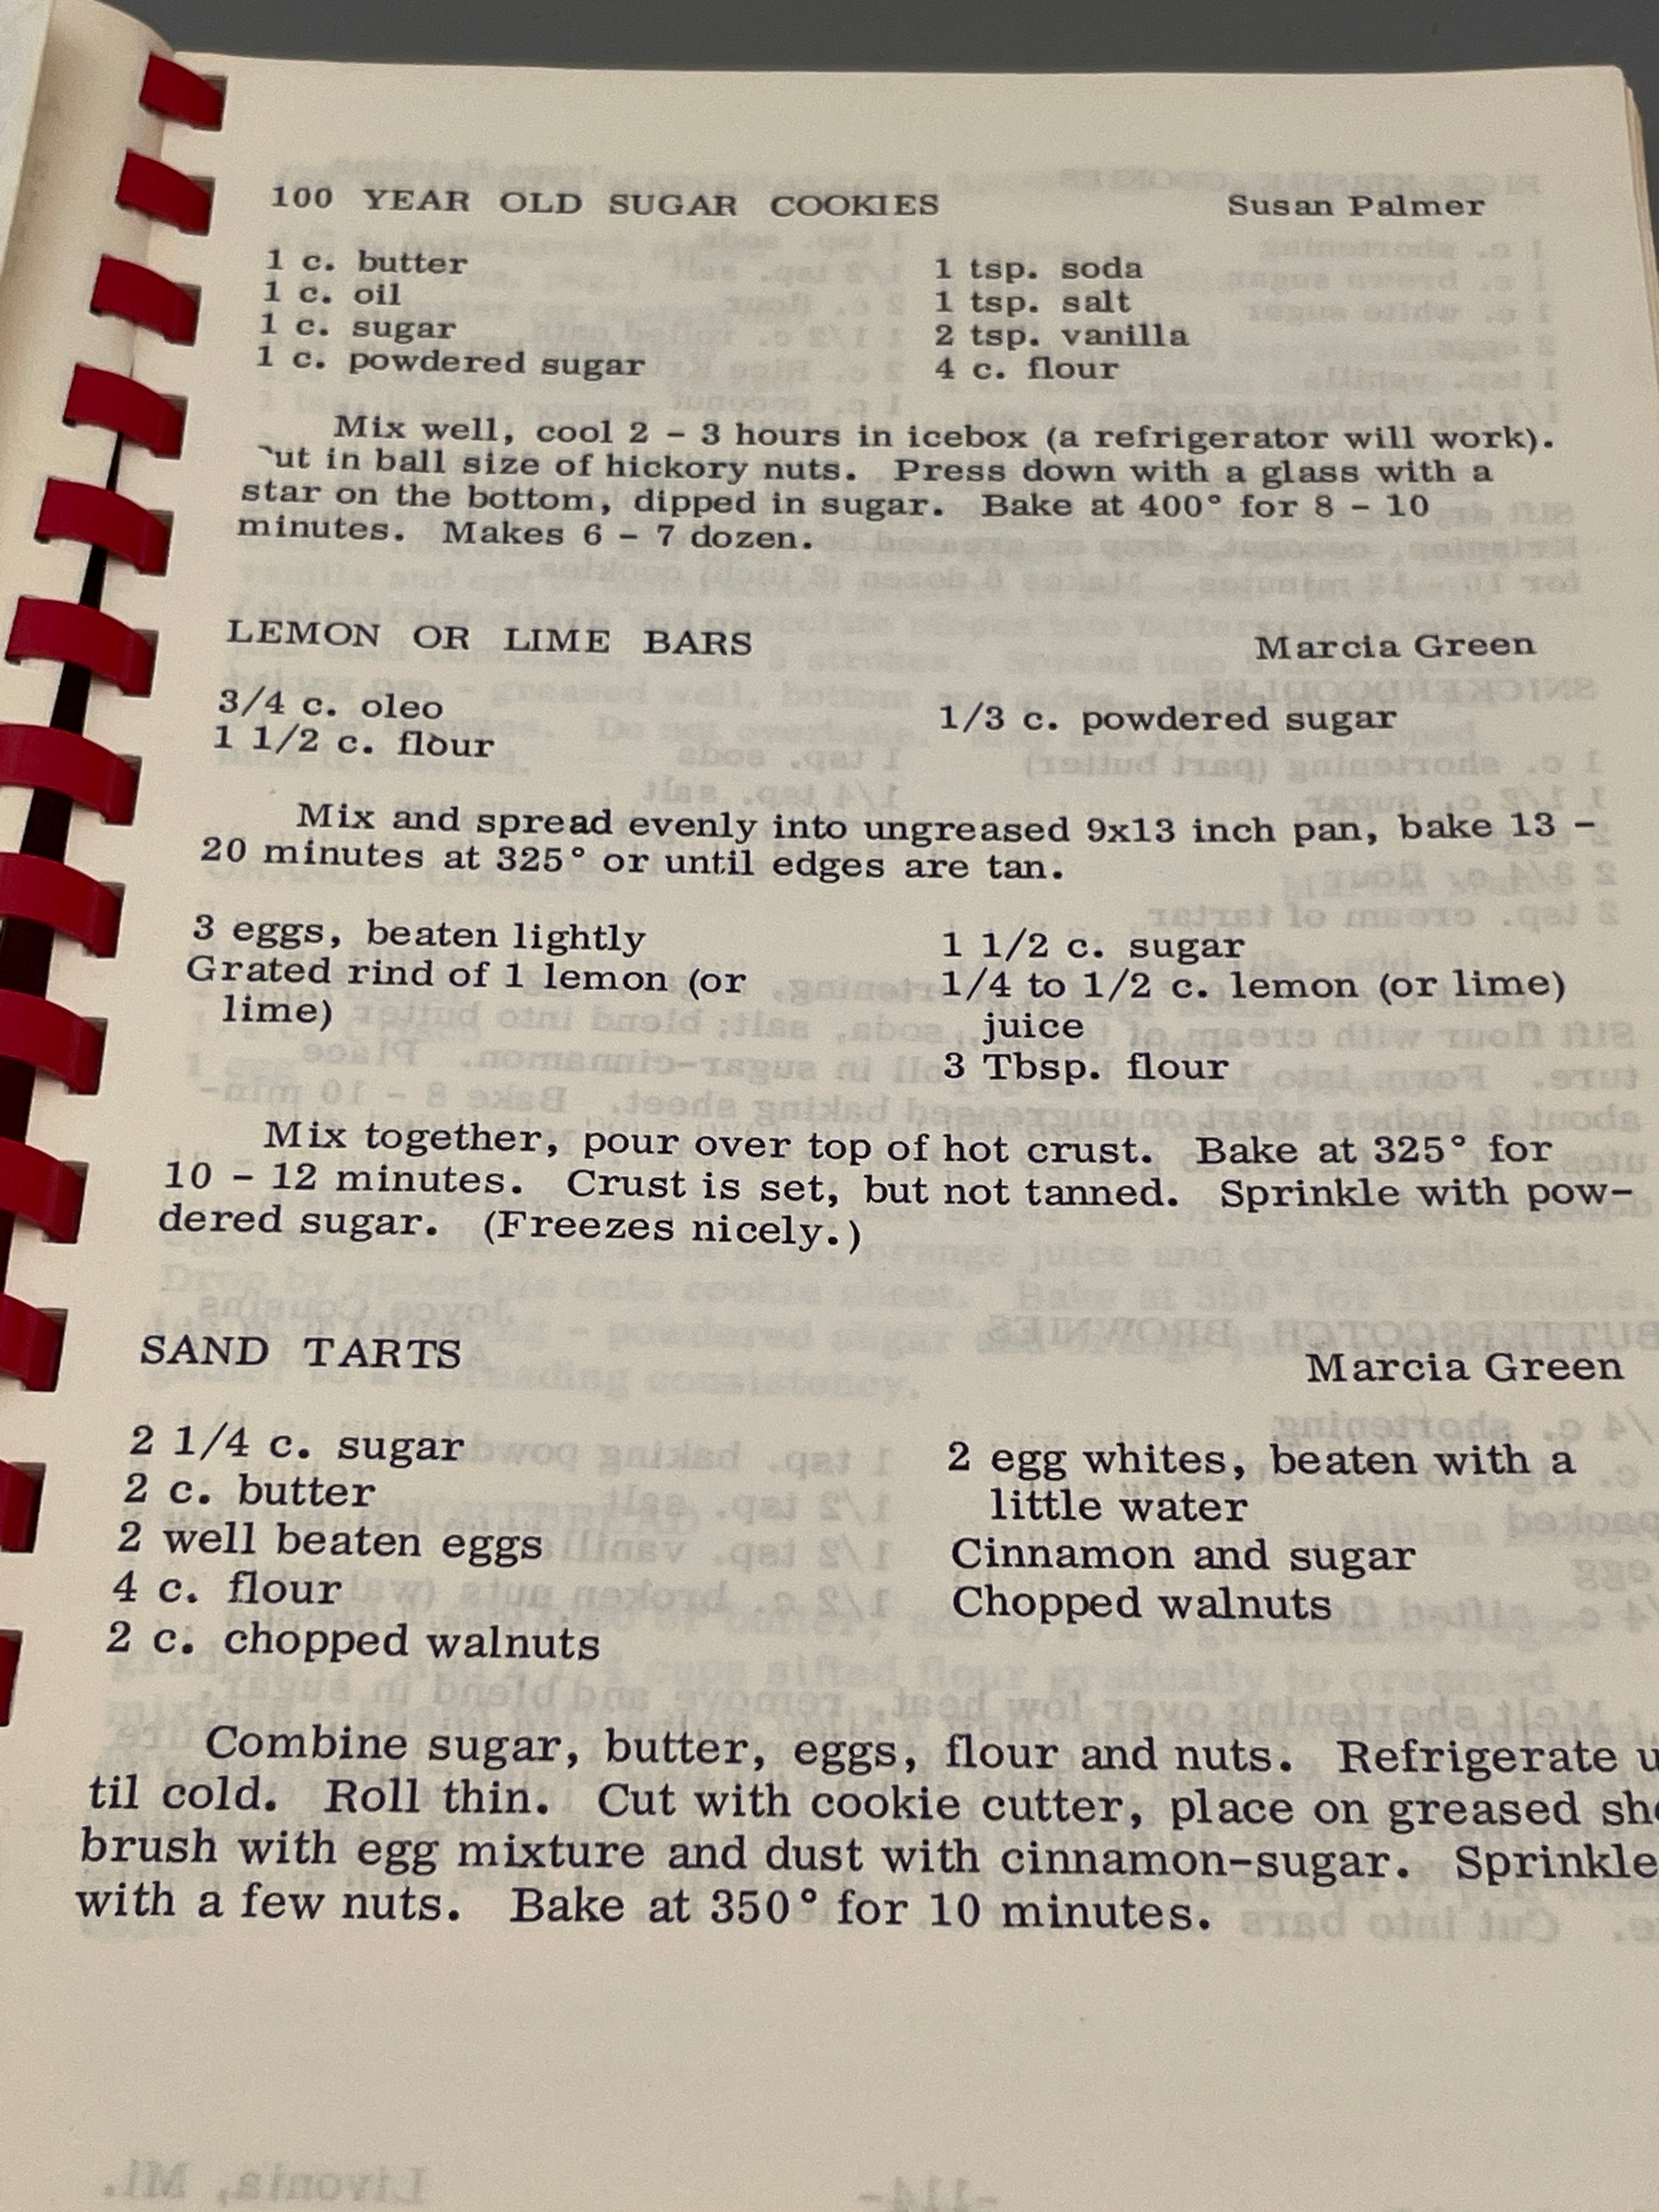 100 YEAR OLD SUGAR COOKIES Susan Palmer
1 c. butter 1 tsp. soda
1 c. oil 1 tsp. salt
1 c. sugar 2 tsp. vanilla
1 c. powdered sugar 4 c. flour
Mix well, cool 2 - 3 hours in icebox (a refrigerator will work).
ut in ball size of hickory nuts. Press down with a glass with a
star on the bottom, dipped in sugar. Bake at 400° for 8 - 10
minutes. Makes 6 - 7 dozen.
LEMON OR LIME BARS Marcia Green
3/4 c. oleo 1/3 c. powdered sugar
1 1/2 c. flour
Mix and spread evenly into ungreased 9x13 inch pan, bake 13 -
20 minutes at 325° or until edges are tan.
3 eggs, beaten lightly 1 1/2 c. sugar
Grated rind of 1 lemon (or 1/4 to 1/2 c. lemon (or lime)
lime) juice
3 Tbsp. flour
Mix together, pour over top of hot crust. Bake at 325° for
10 - 12 minutes. Crust is set, but not tanned. Sprinkle with pow-
dered sugar. (Freezes nicely.)
SAND TARTS Marcia Green
2 1/4 c. sugar 2 egg whites, beaten with a
2 c. butter little water
2 well beaten eggs Cinnamon and sugar
4 c. flour Chopped walnuts
2 c. chopped walnuts
Combine sugar, butter, eggs, flour and nuts. Refrigerate u
til cold. Roll thin. Cut with cookie cutter, place on greased she
brush with egg mixture and dust with cinnamon-sugar. Sprinkle
with a few nuts. Bake at 350° for 10 minutes.